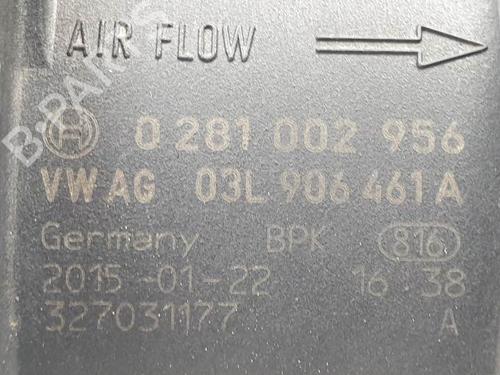 AIR FLOW
B-PARTS
0 281 002 956
VW AG 03L 906 461 A
Germany BPK 816
2015-01-22 16 38
327031177 A